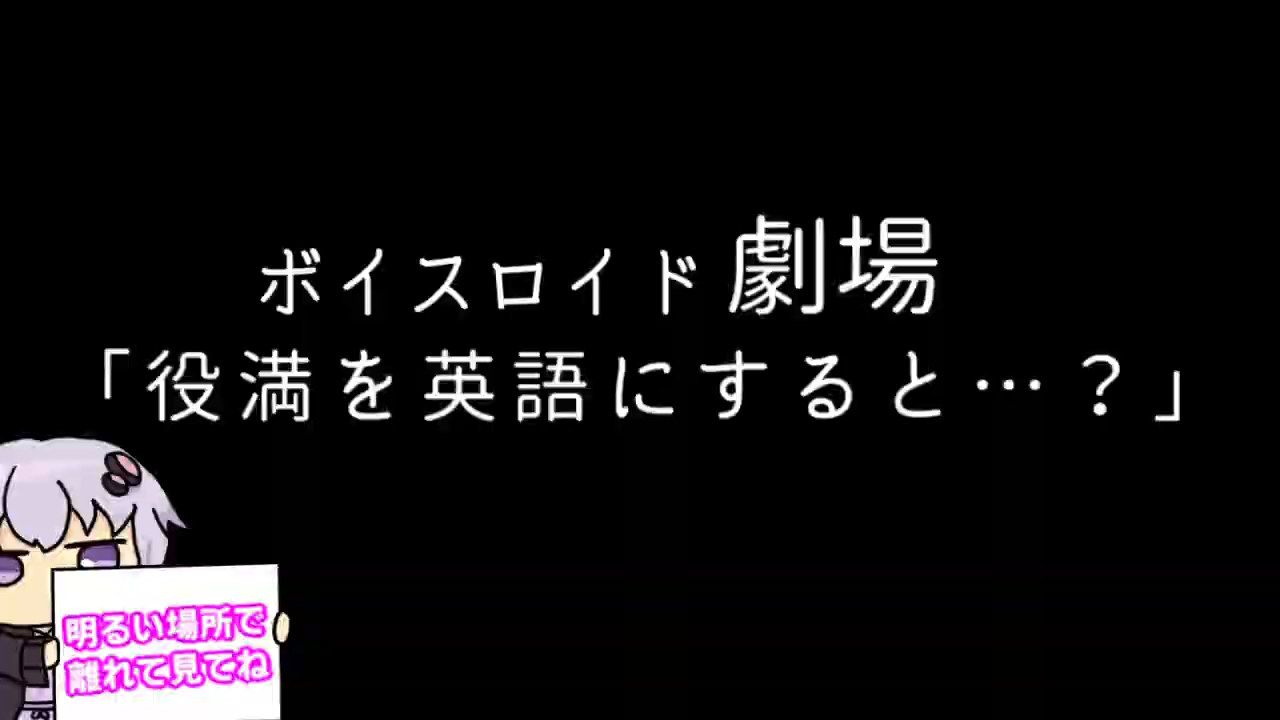 ボイスロイド劇場
「役満を英語にすると…？」
明るい場所で
離れて見てね